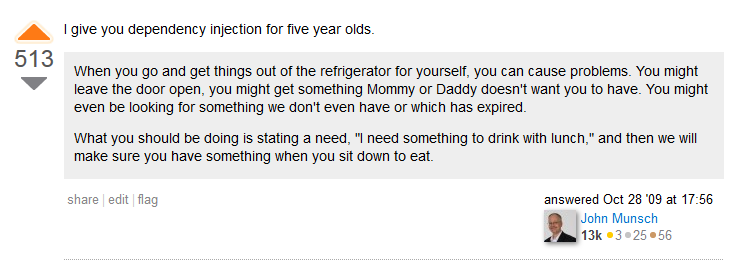 I give you dependency injection for five year olds.
513
When you go and get things out of the refrigerator for yourself, you can cause problems. You might
leave the door open, you might get something Mommy or Daddy doesn't want you to have. You might
even be looking for something we don't even have or which has expired.
What you should be doing is stating a need, "I need something to drink with lunch," and then we will
make sure you have something when you sit down to eat.
share | edit | flag
answered Oct 28 '09 at 17:56
John Munsch
13k ●3 ●25 ●56